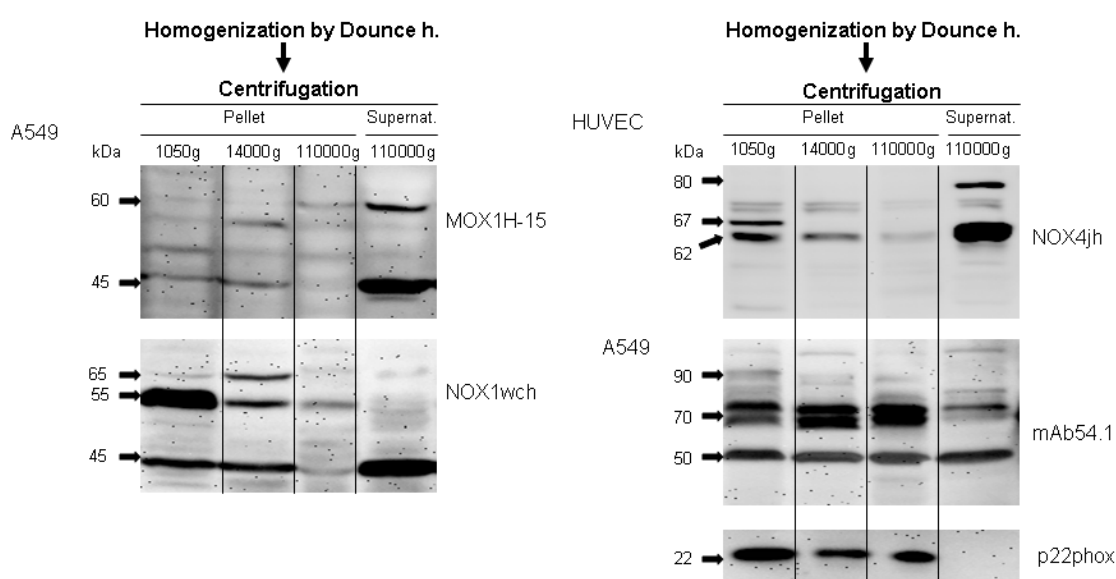 Homogenization by Dounce h.
Centrifugation
Pellet Supernat.
A549
kDa 1050g 14000g 110000g 110000g
60
MOX1H-15
45
65
55
NOX1wch
45
Homogenization by Dounce h.
Centrifugation
Pellet Supernat.
HUVEC
kDa 1050g 14000g 110000g 110000g
80
67
NOX4jh
62
A549
90
70
mAb54.1
50
22 p22phox